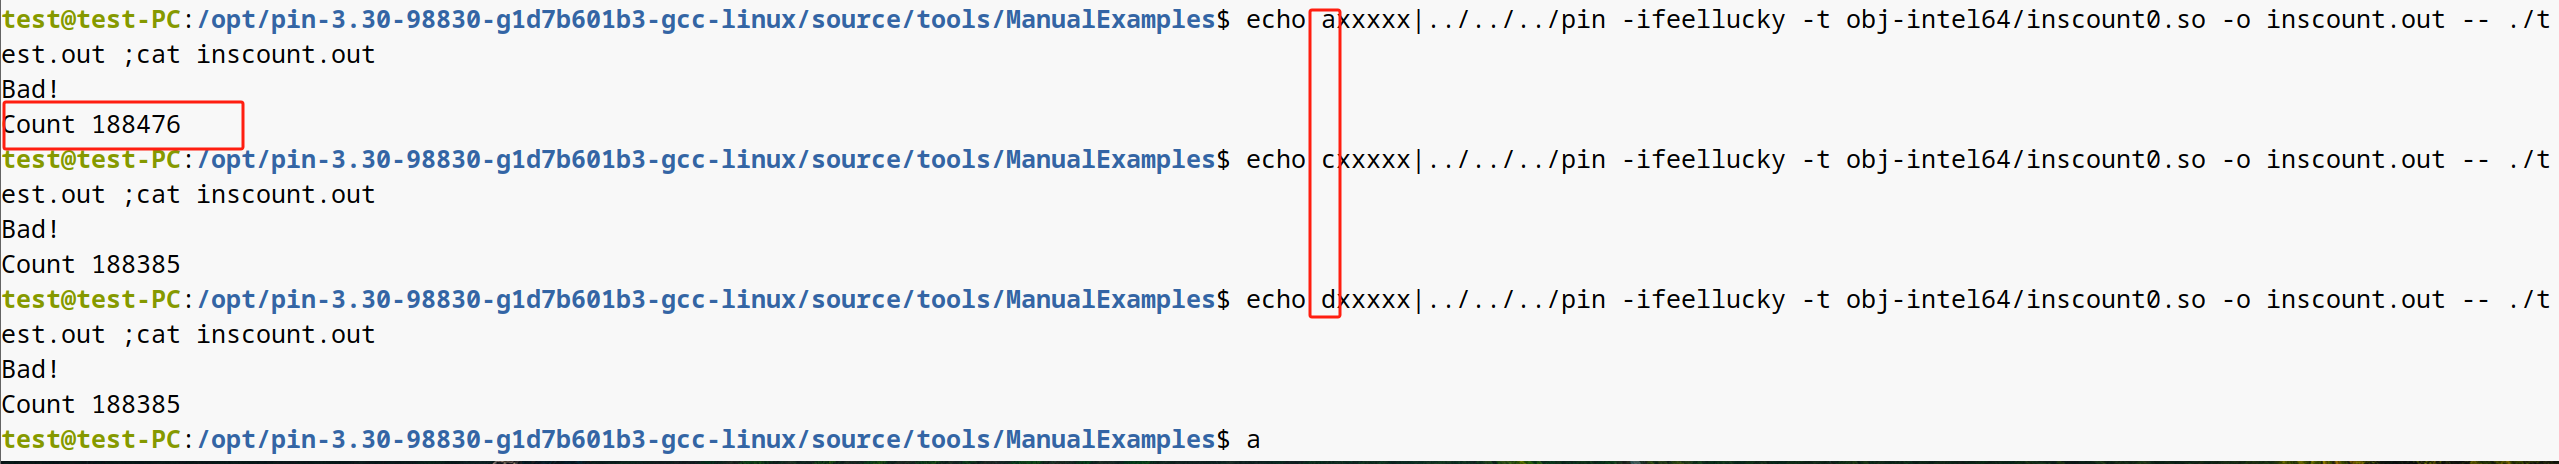 test@test-PC:/opt/pin-3.30-98830-g1d7b601b3-gcc-linux/source/tools/ManualExamples$ echo axxxxx|../../../pin -ifeellucky -t obj-intel64/inscount0.so -o inscount.out -- ./t
est.out ;cat inscount.out
Bad!
Count 188476
test@test-PC:/opt/pin-3.30-98830-g1d7b601b3-gcc-linux/source/tools/ManualExamples$ echo cxxxxx|../../../pin -ifeellucky -t obj-intel64/inscount0.so -o inscount.out -- ./t
est.out ;cat inscount.out
Bad!
Count 188385
test@test-PC:/opt/pin-3.30-98830-g1d7b601b3-gcc-linux/source/tools/ManualExamples$ echo dxxxxx|../../../pin -ifeellucky -t obj-intel64/inscount0.so -o inscount.out -- ./t
est.out ;cat inscount.out
Bad!
Count 188385
test@test-PC:/opt/pin-3.30-98830-g1d7b601b3-gcc-linux/source/tools/ManualExamples$ a